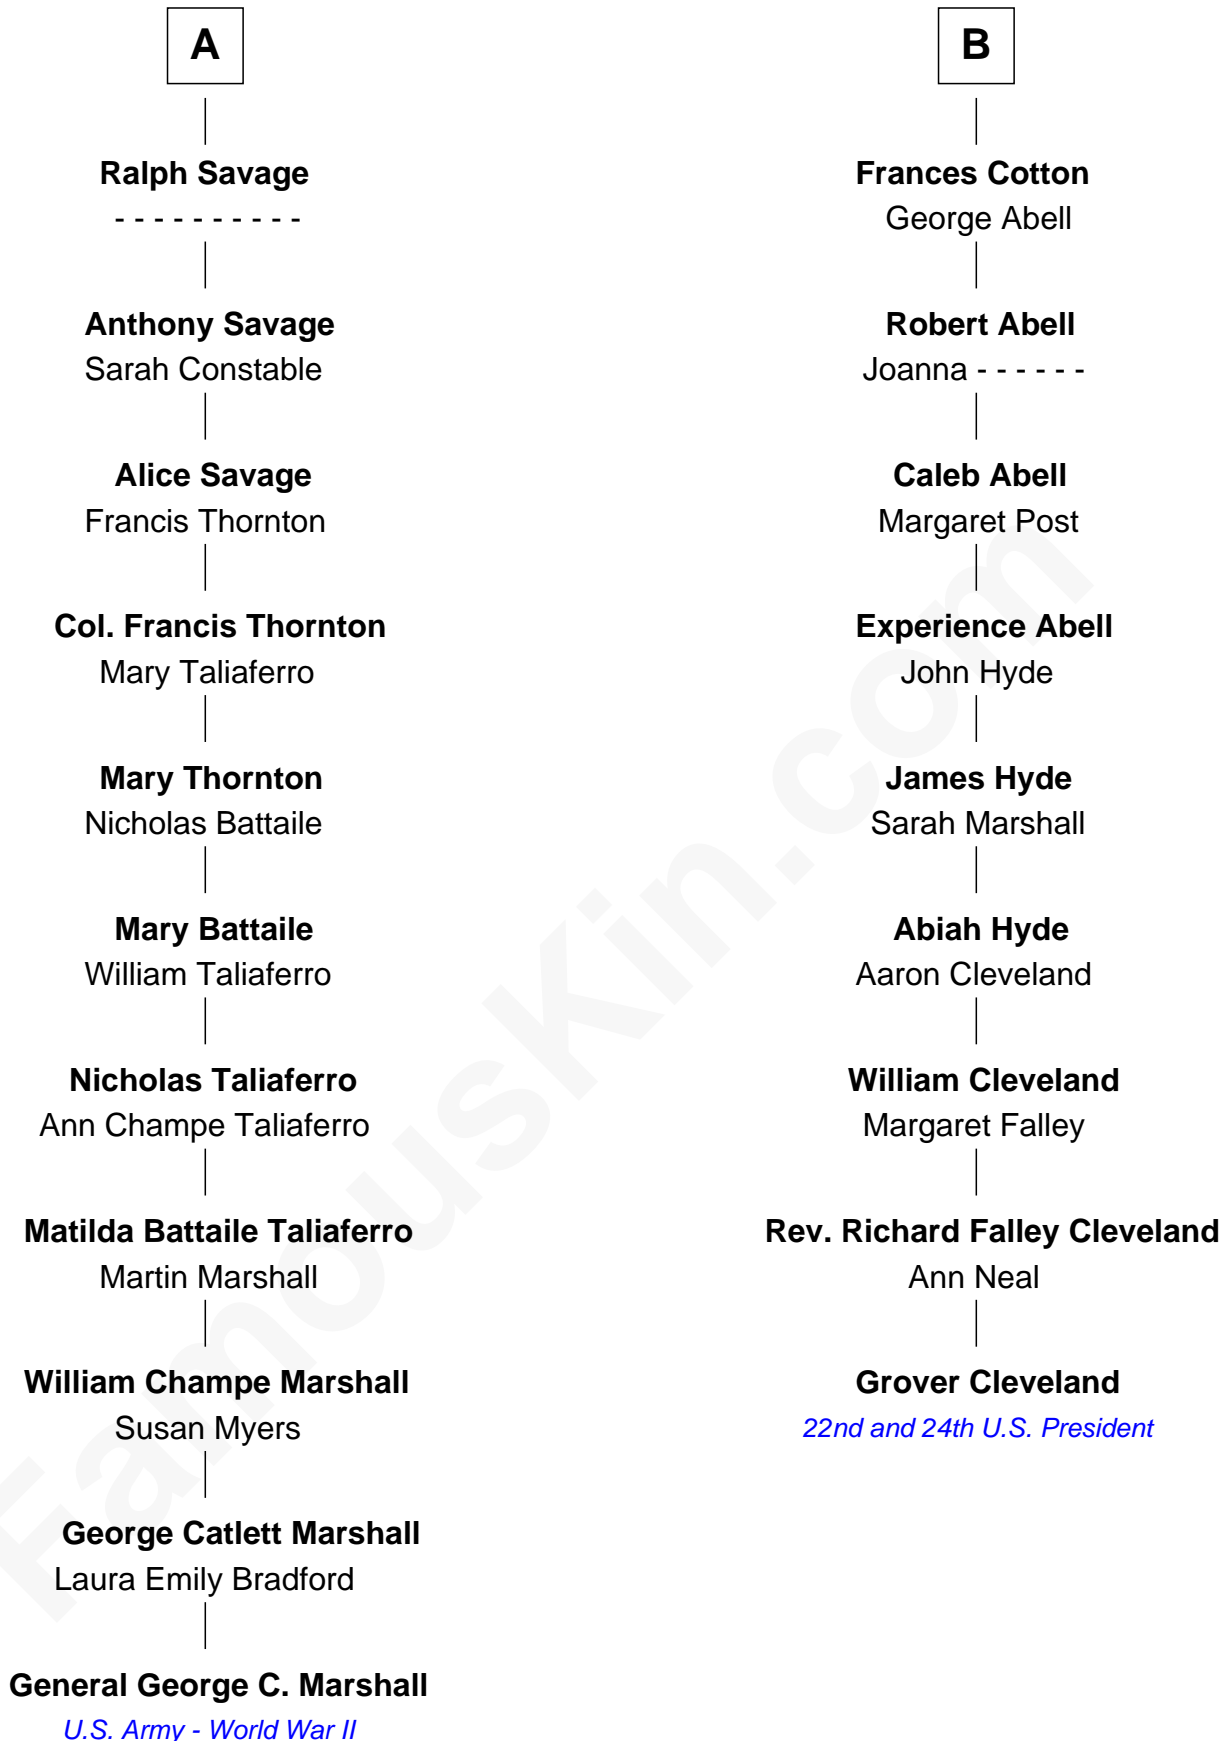 A
Ralph Savage
- - - - - - - - - -
Anthony Savage
Sarah Constable
Alice Savage
Francis Thornton
Col. Francis Thornton
Mary Taliaferro
Mary Thornton
Nicholas Battaile
Mary Battaile
William Taliaferro
Nicholas Taliaferro
Ann Champe Taliaferro
Matilda Battaile Taliaferro
Martin Marshall
William Champe Marshall
Susan Myers
George Catlett Marshall
Laura Emily Bradford
General George C. Marshall
U.S. Army - World War II
B
Frances Cotton
George Abell
Robert Abell
Joanna - - - - - -
Caleb Abell
Margaret Post
Experience Abell
John Hyde
James Hyde
Sarah Marshall
Abiah Hyde
Aaron Cleveland
William Cleveland
Margaret Falley
Rev. Richard Falley Cleveland
Ann Neal
Grover Cleveland
22nd and 24th U.S. President
FamousKin.com